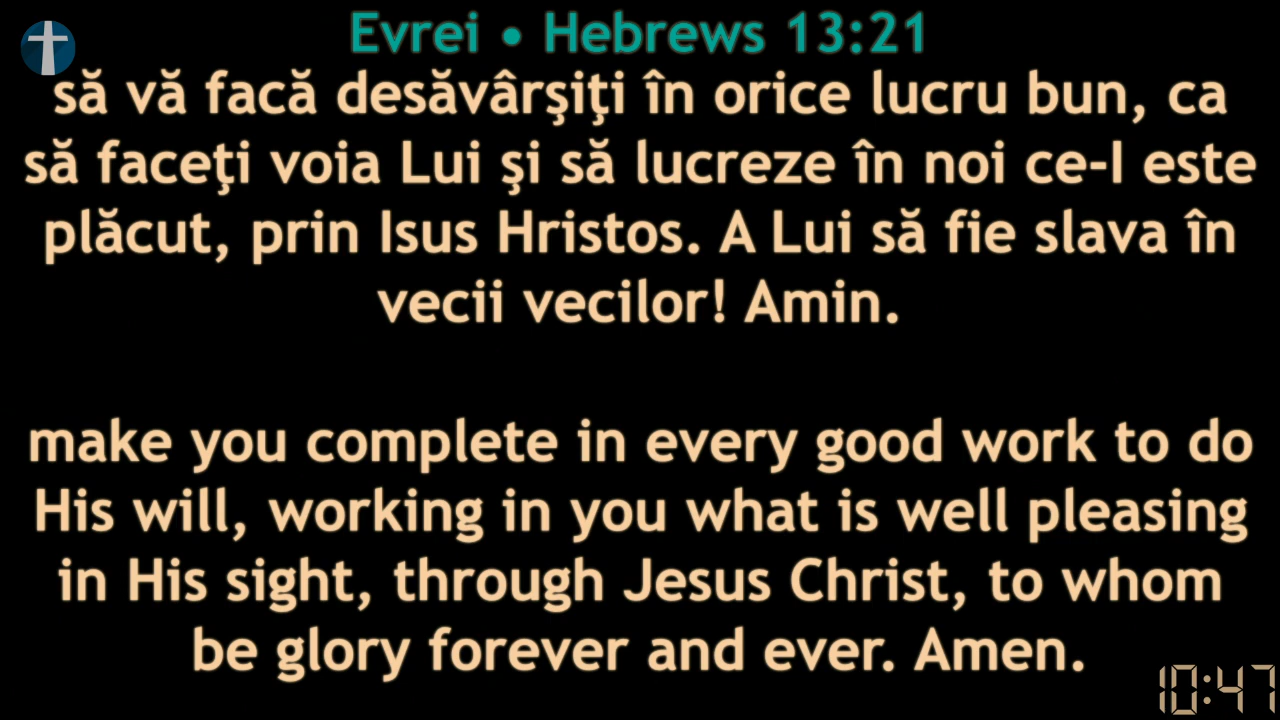 Evrei • Hebrews 13:21
să vă facă desăvârşiţi în orice lucru bun, ca
să faceţi voia Lui şi să lucreze în noi ce-I este
plăcut, prin Isus Hristos. A Lui să fie slava în
vecii vecilor! Amin.
make you complete in every good work to do
His will, working in you what is well pleasing
in His sight, through Jesus Christ, to whom
be glory forever and ever. Amen.
10:47